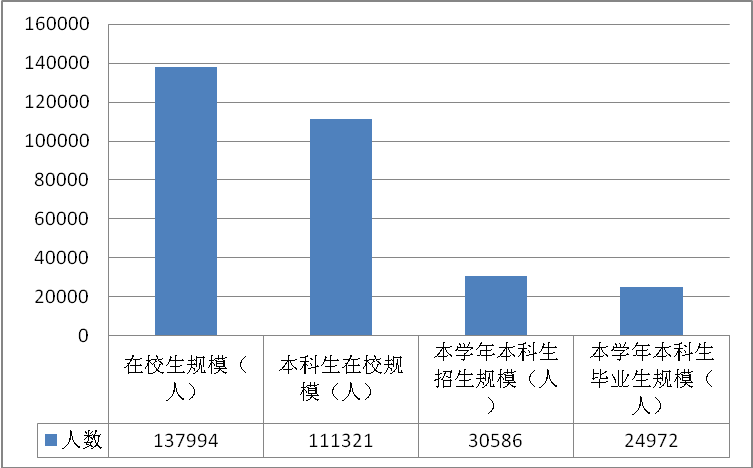 160000
140000
120000
100000
80000
60000
40000
20000
0
在校生规模（
人）
本科生在校规
模（人）
本学年本科生
招生规模（人
）
本学年本科生
毕业生规模（
人）
人数 137994 111321 30586 24972